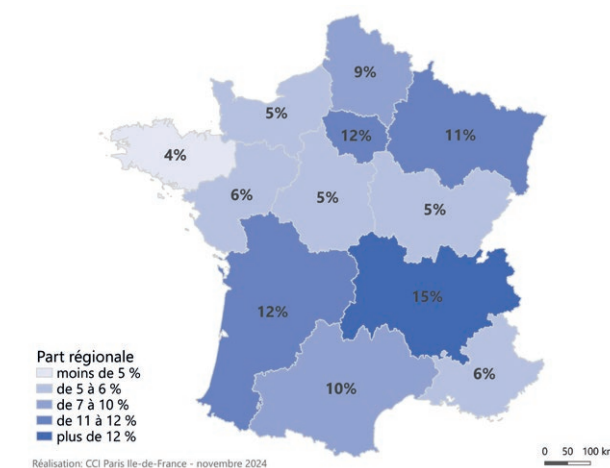 9%
5%
12%
11%
4%
6%
5%
5%
15%
12%
6%
10%
Part régionale
moins de 5 %
de 5 à 6 %
de 7 à 10 %
de 11 à 12 %
plus de 12 %
0 50 100 km
Réalisation: CCI Paris Ile-de-France - novembre 2024